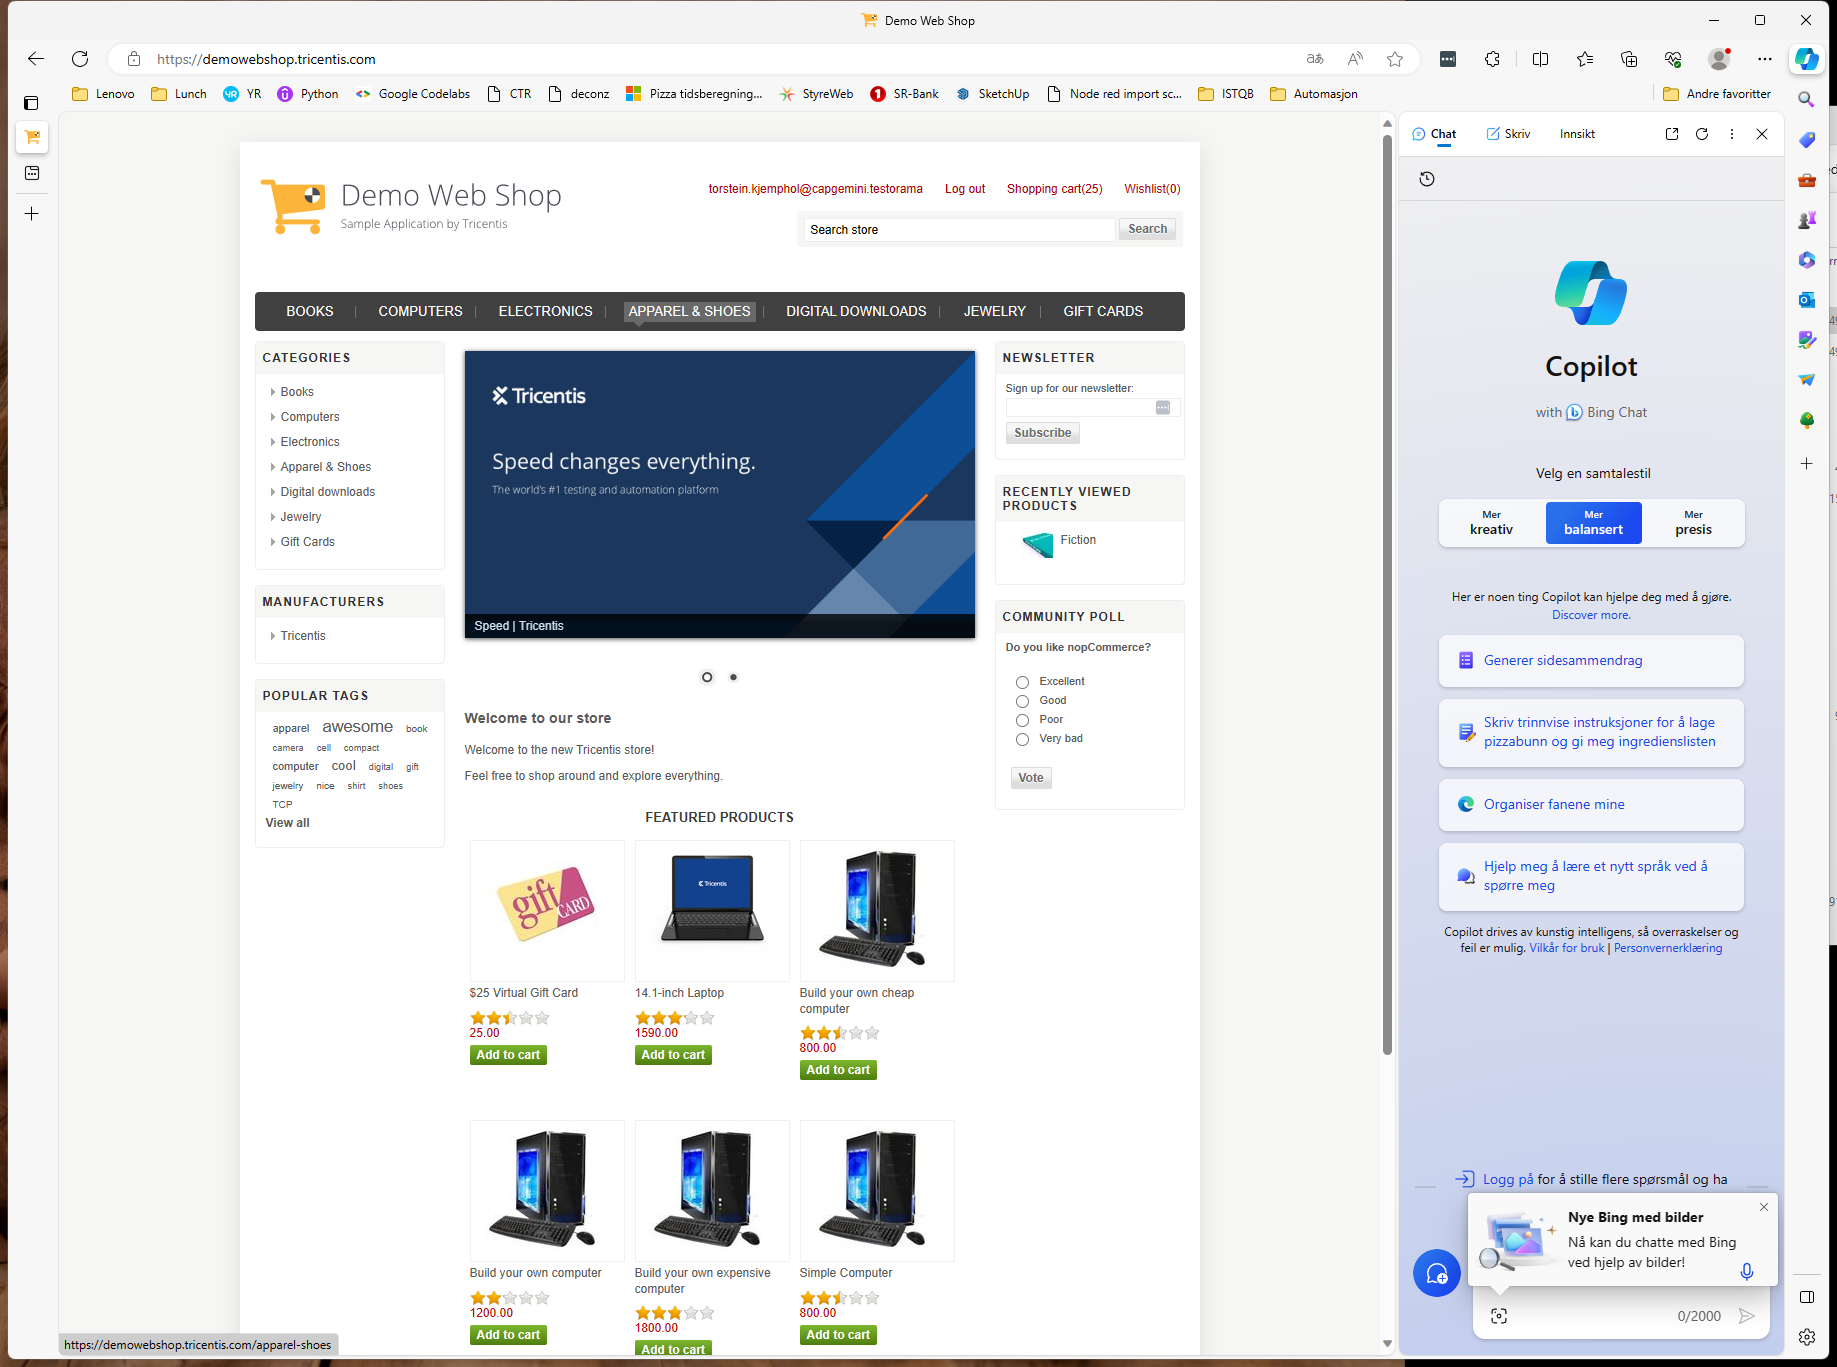 Demo Web Shop
https://demowebshop.tricentis.com
Lenovo
Lunch
YR
Python
Google Codelabs
CTR
deconz
Pizza tidsberegning...
StyreWeb
SR-Bank
SketchUp
Node red import sc...
ISTQB
Automasjon
Andre favoritter
Demo Web Shop
Sample Application by Tricentis
torstein.kjemphol@capgemini.testorama
Log out
Shopping cart(25)
Wishlist(0)
Search store
Search
BOOKS
COMPUTERS
ELECTRONICS
APPAREL & SHOES
DIGITAL DOWNLOADS
JEWELRY
GIFT CARDS
CATEGORIES
Books
Computers
Electronics
Apparel & Shoes
Digital downloads
Jewelry
Gift Cards
MANUFACTURERS
Tricentis
POPULAR TAGS
apparel awesome book
camera cell compact
computer cool digital gift
jewelry nice shirt shoes
TCP
View all
Tricentis
Speed changes everything.
The world's #1 testing and automation platform
Speed | Tricentis
Welcome to our store
Welcome to the new Tricentis store!
Feel free to shop around and explore everything.
FEATURED PRODUCTS
gift
CARD
$25 Virtual Gift Card
25.00
Add to cart
Tricentis
14.1-inch Laptop
1590.00
Add to cart
Build your own cheap
computer
800.00
Add to cart
Build your own computer
1200.00
Add to cart
Build your own expensive
computer
1800.00
Add to cart
Simple Computer
800.00
Add to cart
NEWSLETTER
Sign up for our newsletter:
Subscribe
RECENTLY VIEWED
PRODUCTS
Fiction
COMMUNITY POLL
Do you like nopCommerce?
Excellent
Good
Poor
Very bad
Vote
https://demowebshop.tricentis.com/apparel-shoes
Chat
Skriv
Innsikt
Copilot
with Bing Chat
Velg en samtalestil
Mer
kreativ
Mer
balansert
Mer
presis
Her er noen ting Copilot kan hjelpe deg med å gjøre.
Discover more.
Generer sidesammendrag
Skriv trinnvise instruksjoner for å lage
pizzabunn og gi meg ingredienslisten
Organiser fanene mine
Hjelp meg å lære et nytt språk ved å
spørre meg
Copilot drives av kunstig intelligens, så overraskelser og
feil er mulig. Vilkår for bruk | Personvernerklæring
Logg på for å stille flere spørsmål og ha
Nye Bing med bilder
Nå kan du chatte med Bing
ved hjelp av bilder!
0/2000